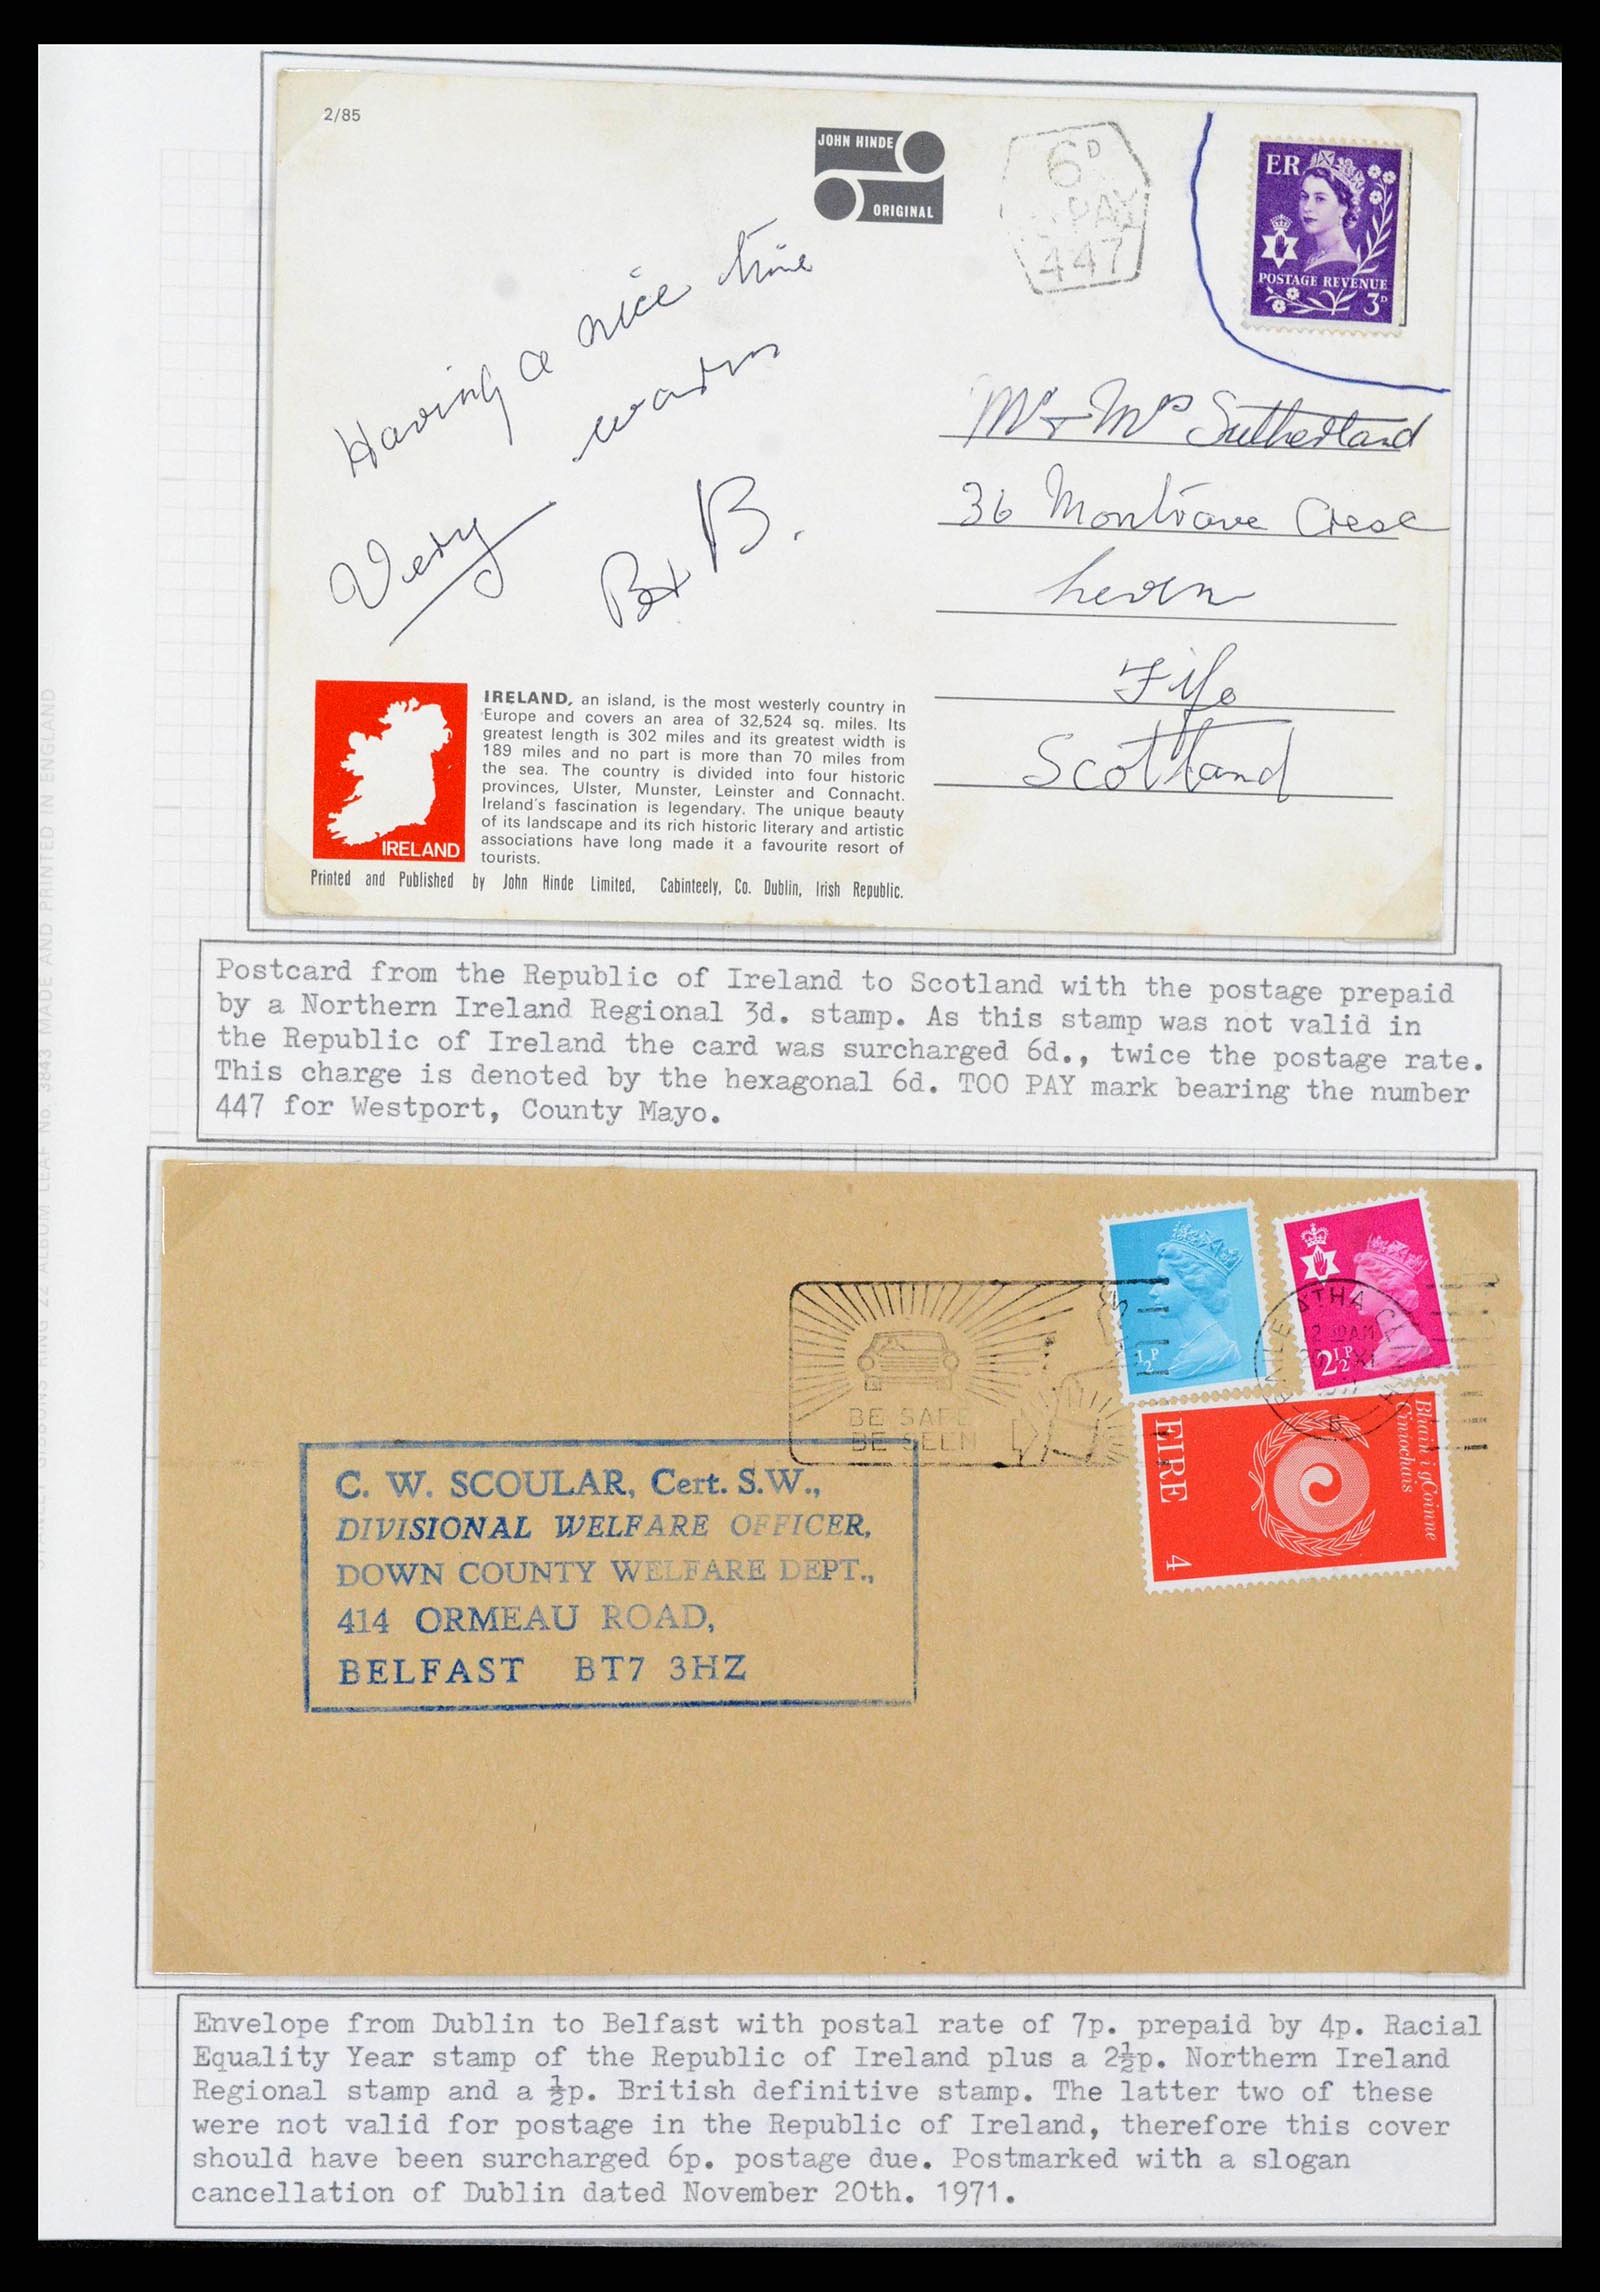 2/85
JOHN HINDE
ORIGINAL
6D
PAY
447
ER
POSTAGE REVENUE
3D
Having a nice time
Very
B + B.
Mr + Mrs Sutherland
36 Montrave Cresc
Leven
Fife
Scotland
IRELAND
IRELAND, an island, is the most westerly country in
Europe and covers an area of 32,524 sq. miles. Its
greatest length is 302 miles and its greatest width is
189 miles and no part is more than 70 miles from
the sea. The country is divided into four historic
provinces, Ulster, Munster, Leinster and Connacht.
Ireland's fascination is legendary. The unique beauty
of its landscape and its rich historic literary and artistic
associations have long made it a favourite resort of
tourists.
Printed and Published by John Hinde Limited, Cabinteely, Co. Dublin, Irish Republic.
Postcard from the Republic of Ireland to Scotland with the postage prepaid
by a Northern Ireland Regional 3d. stamp. As this stamp was not valid in
the Republic of Ireland the card was surcharged 6d., twice the postage rate.
This charge is denoted by the hexagonal 6d. TOO PAY mark bearing the number
447 for Westport, County Mayo.
½P
2½P
BE SAFE
BE SEEN
EIRE
4
Bliain i gCoinne
Ciníochais
C. W. SCOULAR, Cert. S.W.,
DIVISIONAL WELFARE OFFICER,
DOWN COUNTY WELFARE DEPT.,
414 ORMEAU ROAD,
BELFAST BT7 3HZ
Envelope from Dublin to Belfast with postal rate of 7p. prepaid by 4p. Racial
Equality Year stamp of the Republic of Ireland plus a 2½p. Northern Ireland
Regional stamp and a ½p. British definitive stamp. The latter two of these
were not valid for postage in the Republic of Ireland, therefore this cover
should have been surcharged 6p. postage due. Postmarked with a slogan
cancellation of Dublin dated November 20th. 1971.
LEAF No. 3843 MADE AND PRINTED IN ENGLAND